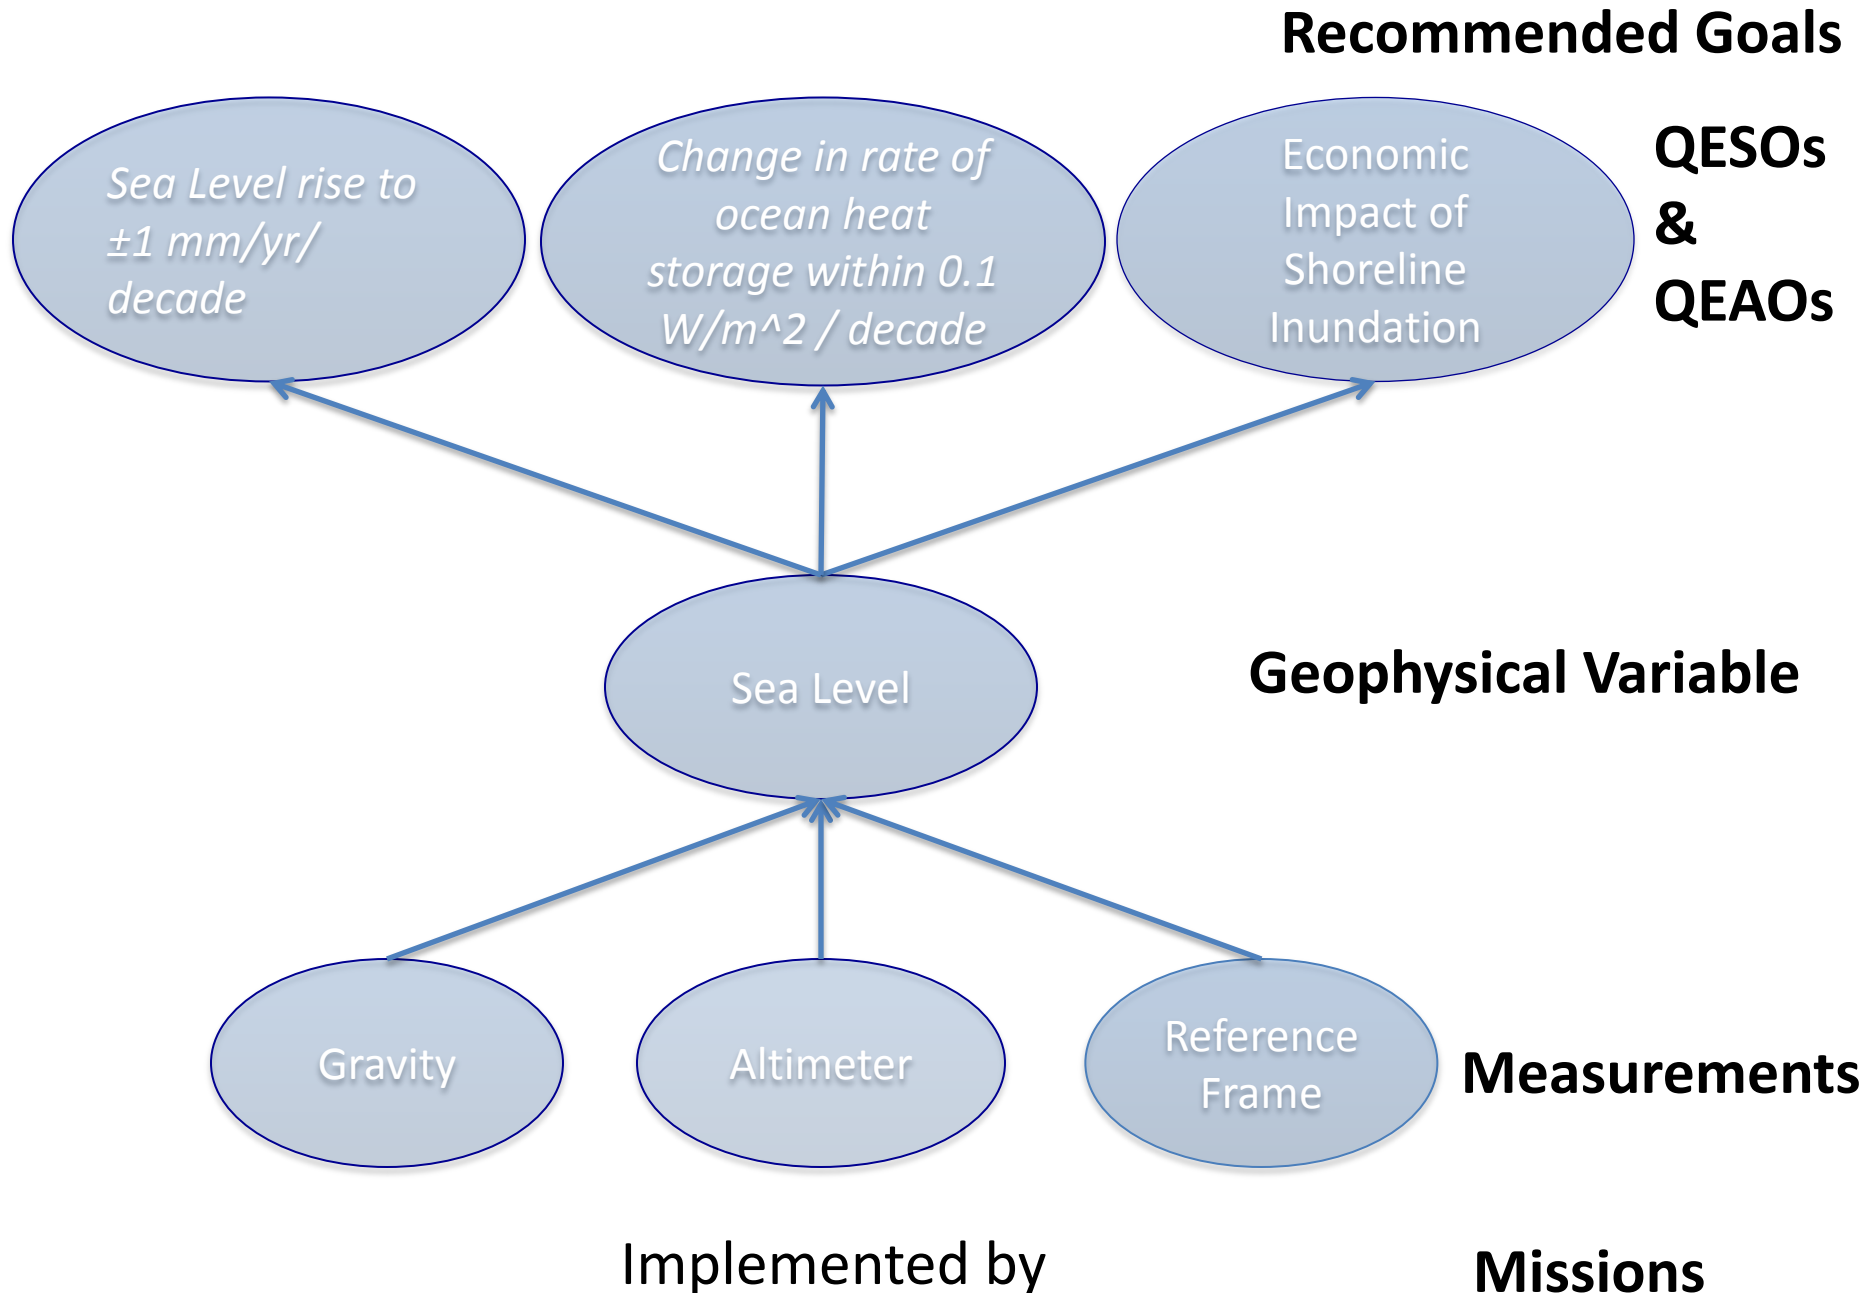 Recommended Goals
Sea Level rise to
±1 mm/yr/
decade
Change in rate of
ocean heat
storage within 0.1
W/m^2 / decade
Economic
Impact of
Shoreline
Inundation
QESOs
&
QEAOs
Sea Level
Geophysical Variable
Gravity
Altimeter
Reference
Frame
Measurements
Implemented by
Missions